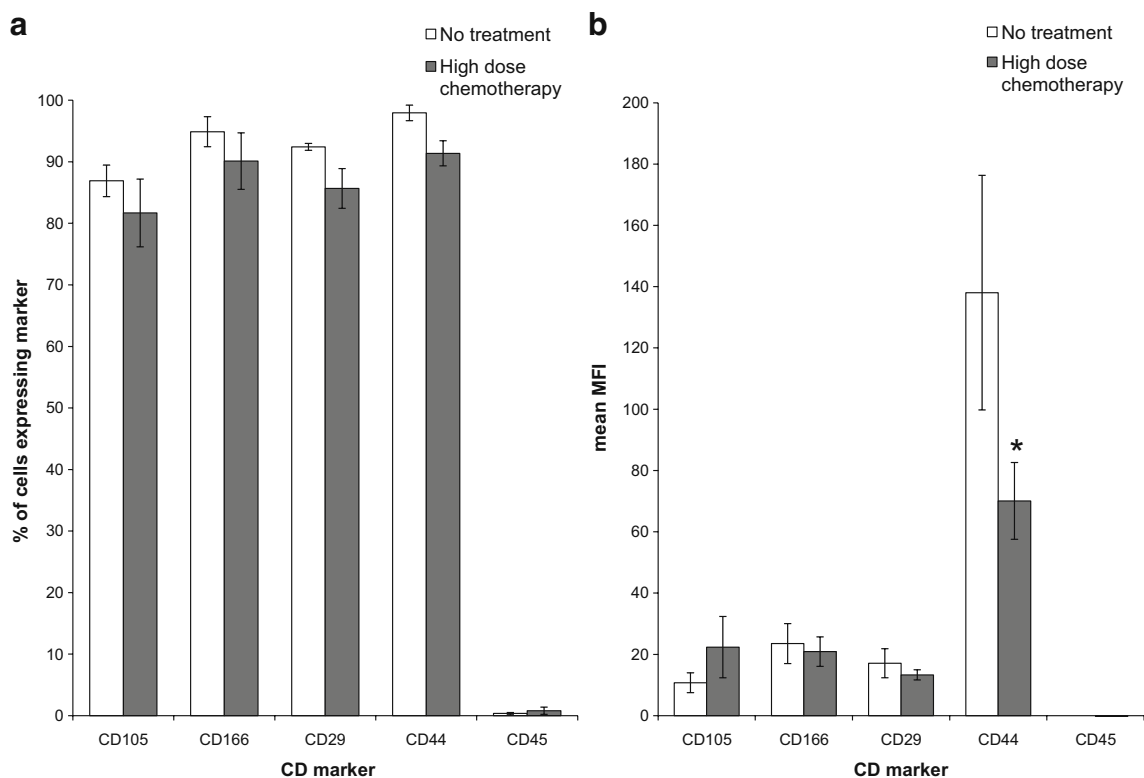 a
No treatment
High dose
chemotherapy
100
90
80
70
60
50
40
30
20
10
0
% of cells expressing marker
CD105 CD166 CD29 CD44 CD45
CD marker
b
No treatment
High dose
chemotherapy
200
180
160
140
120
100
80
60
40
20
0
mean MFI
*
CD105 CD166 CD29 CD44 CD45
CD marker